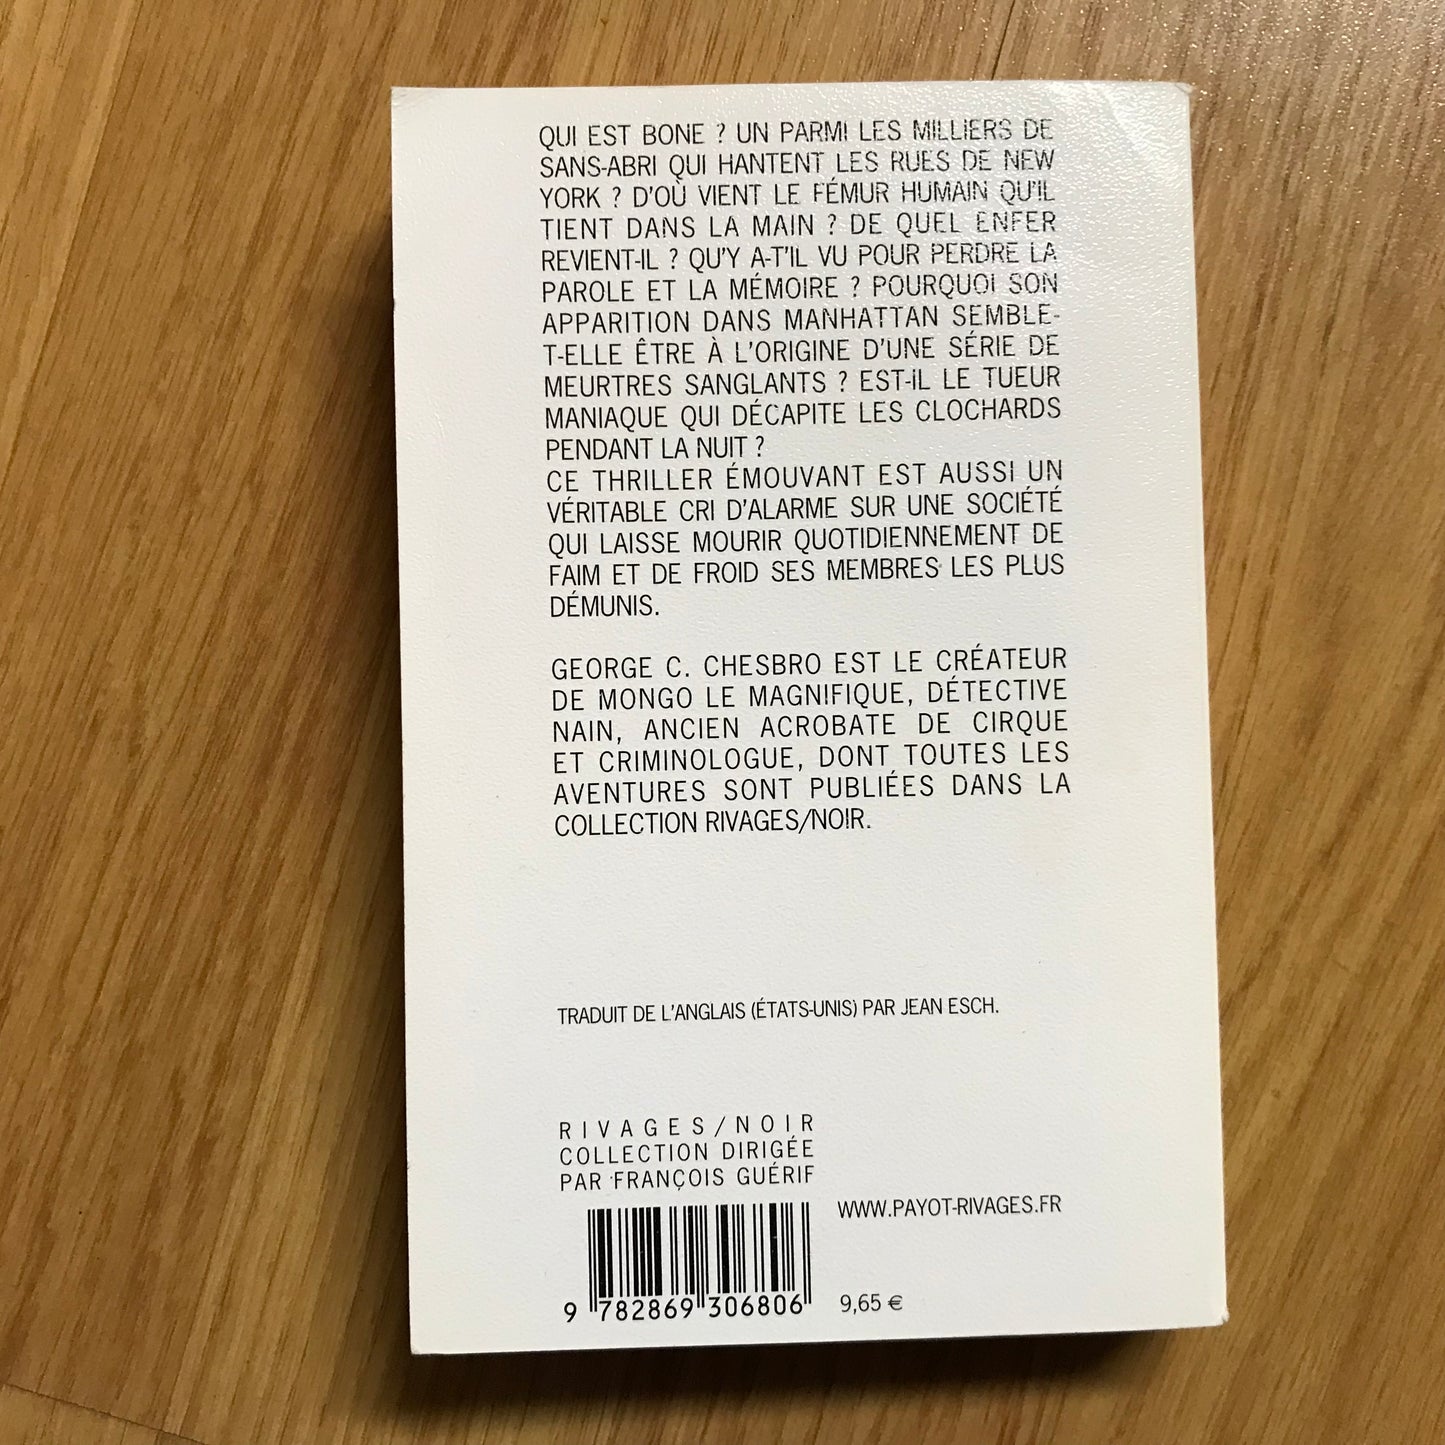 QUI EST BONE ? UN PARMI LES MILLIERS DE
SANS-ABRI QUI HANTENT LES RUES DE NEW
YORK ? D'OÙ VIENT LE FÉMUR HUMAIN QU'IL
TIENT DANS LA MAIN ? DE QUEL ENFER
REVIENT-IL ? QU'Y A-T'IL VU POUR PERDRE LA
PAROLE ET LA MÉMOIRE ? POURQUOI SON
APPARITION DANS MANHATTAN SEMBLE-
T-ELLE ÊTRE À L'ORIGINE D'UNE SÉRIE DE
MEURTRES SANGLANTS ? EST-IL LE TUEUR
MANIAQUE QUI DÉCAPITE LES CLOCHARDS
PENDANT LA NUIT ?
CE THRILLER ÉMOUVANT EST AUSSI UN
VÉRITABLE CRI D'ALARME SUR UNE SOCIÉTÉ
QUI LAISSE MOURIR QUOTIDIENNEMENT DE
FAIM ET DE FROID SES MEMBRES LES PLUS
DÉMUNIS.
GEORGE C. CHESBRO EST LE CRÉATEUR
DE MONGO LE MAGNIFIQUE, DÉTECTIVE
NAIN, ANCIEN ACROBATE DE CIRQUE
ET CRIMINOLOGUE, DONT TOUTES LES
AVENTURES SONT PUBLIÉES DANS LA
COLLECTION RIVAGES/NOIR.
TRADUIT DE L'ANGLAIS (ÉTATS-UNIS) PAR JEAN ESCH.
RIVAGES/NOIR
COLLECTION DIRIGÉE
PAR FRANÇOIS GUÉRIF
WWW.PAYOT-RIVAGES.FR
9 782869 306806
9,65 €